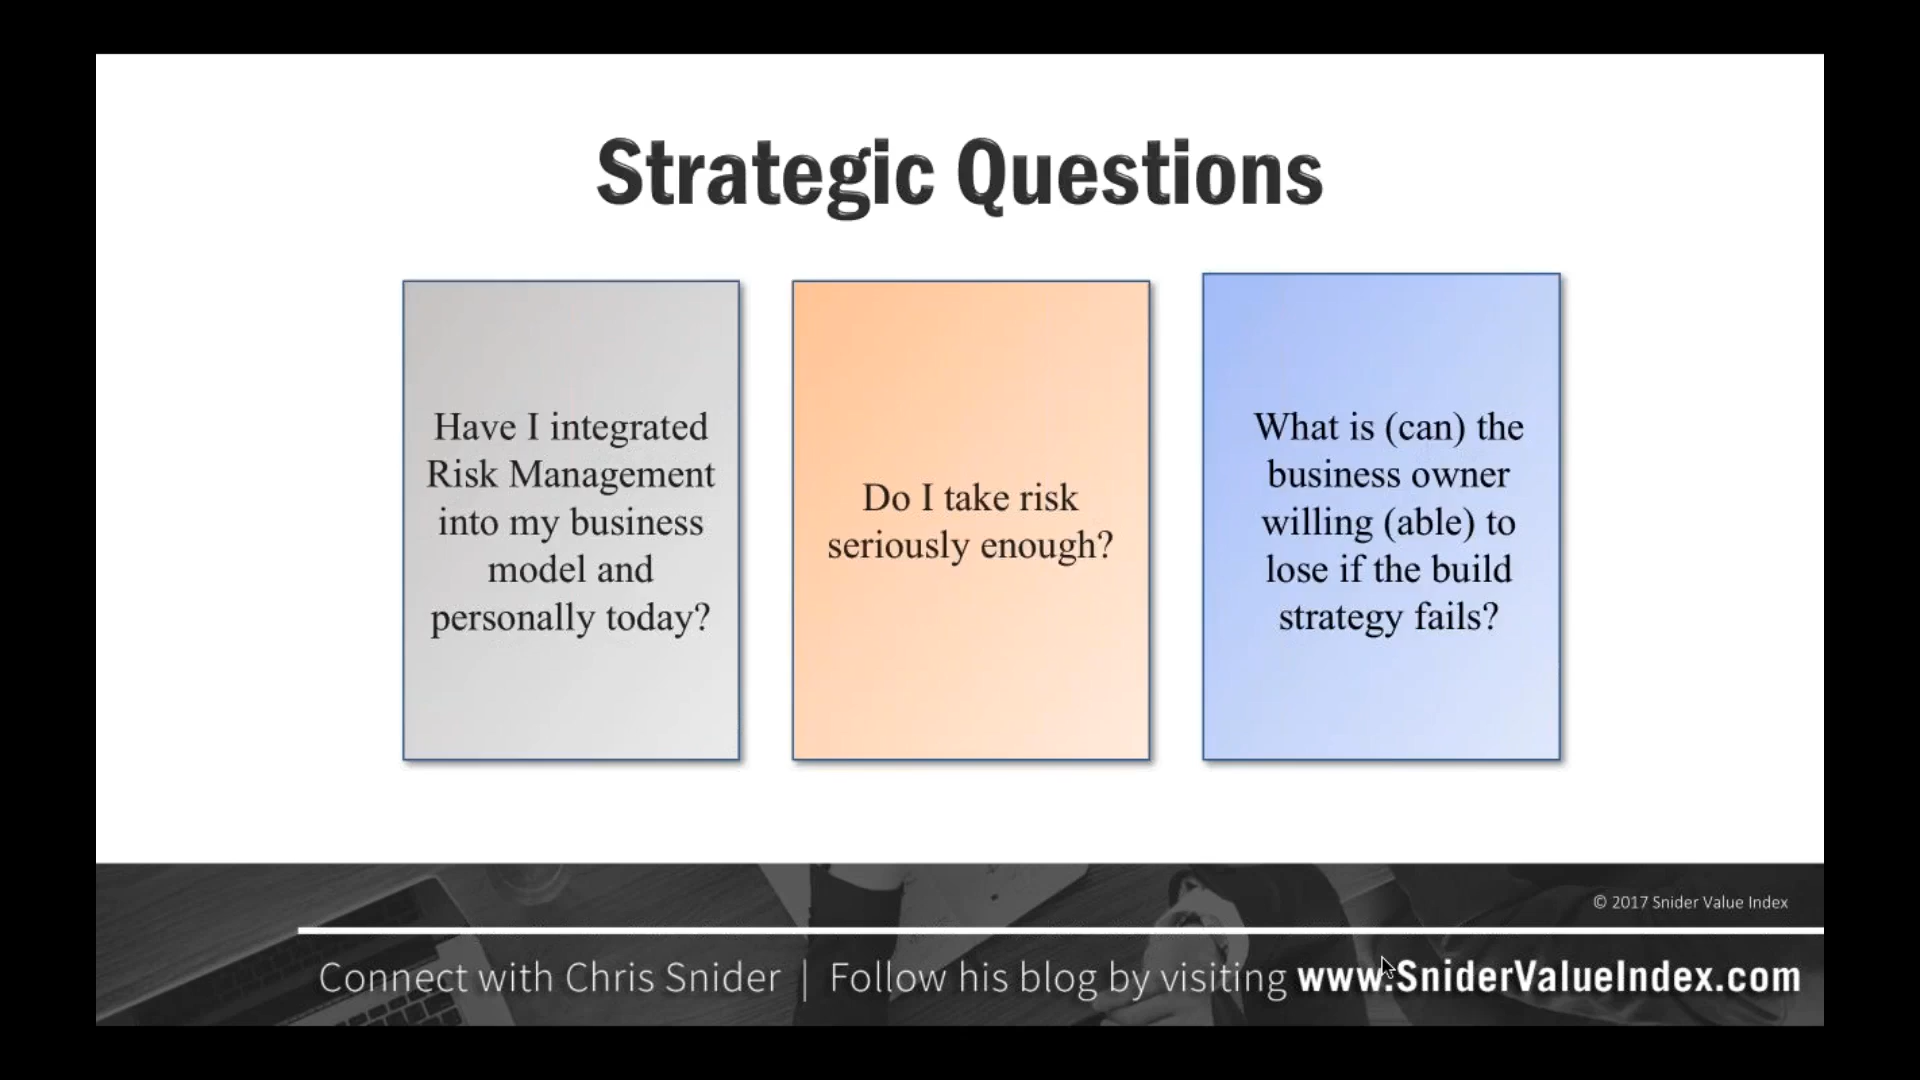 Strategic Questions
Have I integrated
Risk Management
into my business
model and
personally today?
Do I take risk
seriously enough?
What is (can) the
business owner
willing (able) to
lose if the build
strategy fails?
© 2017 Snider Value Index
Connect with Chris Snider | Follow his blog by visiting www.SniderValueIndex.com